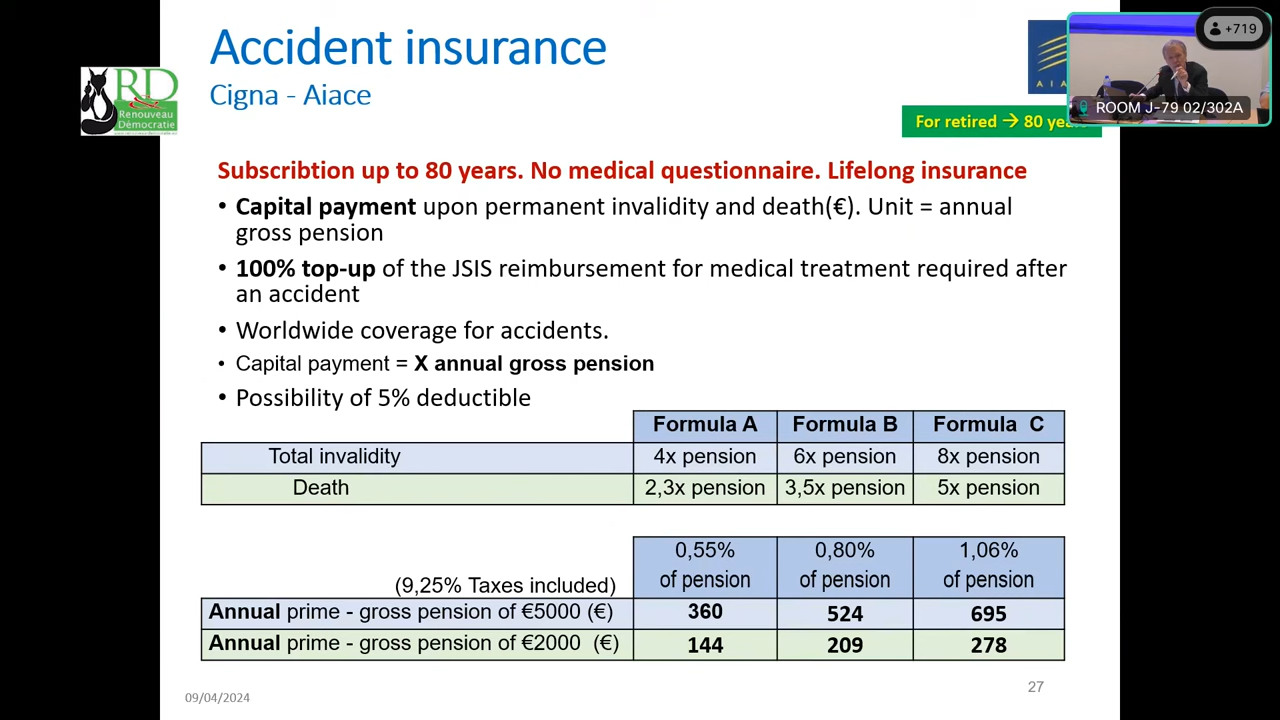 Accident insurance
Cigna - Aiace
RD
Renouveau
Démocratie
AIA
+719
ROOM J-79 02/302A
For retired → 80 years
Subscribtion up to 80 years. No medical questionnaire. Lifelong insurance
• Capital payment upon permanent invalidity and death(€). Unit = annual
gross pension
• 100% top-up of the JSIS reimbursement for medical treatment required after
an accident
• Worldwide coverage for accidents.
• Capital payment = X annual gross pension
• Possibility of 5% deductible
Formula A Formula B Formula C
Total invalidity 4x pension 6x pension 8x pension
Death 2,3x pension 3,5x pension 5x pension
0,55% 0,80% 1,06%
(9,25% Taxes included) of pension of pension of pension
Annual prime - gross pension of €5000 (€) 360 524 695
Annual prime - gross pension of €2000 (€) 144 209 278
27
09/04/2024